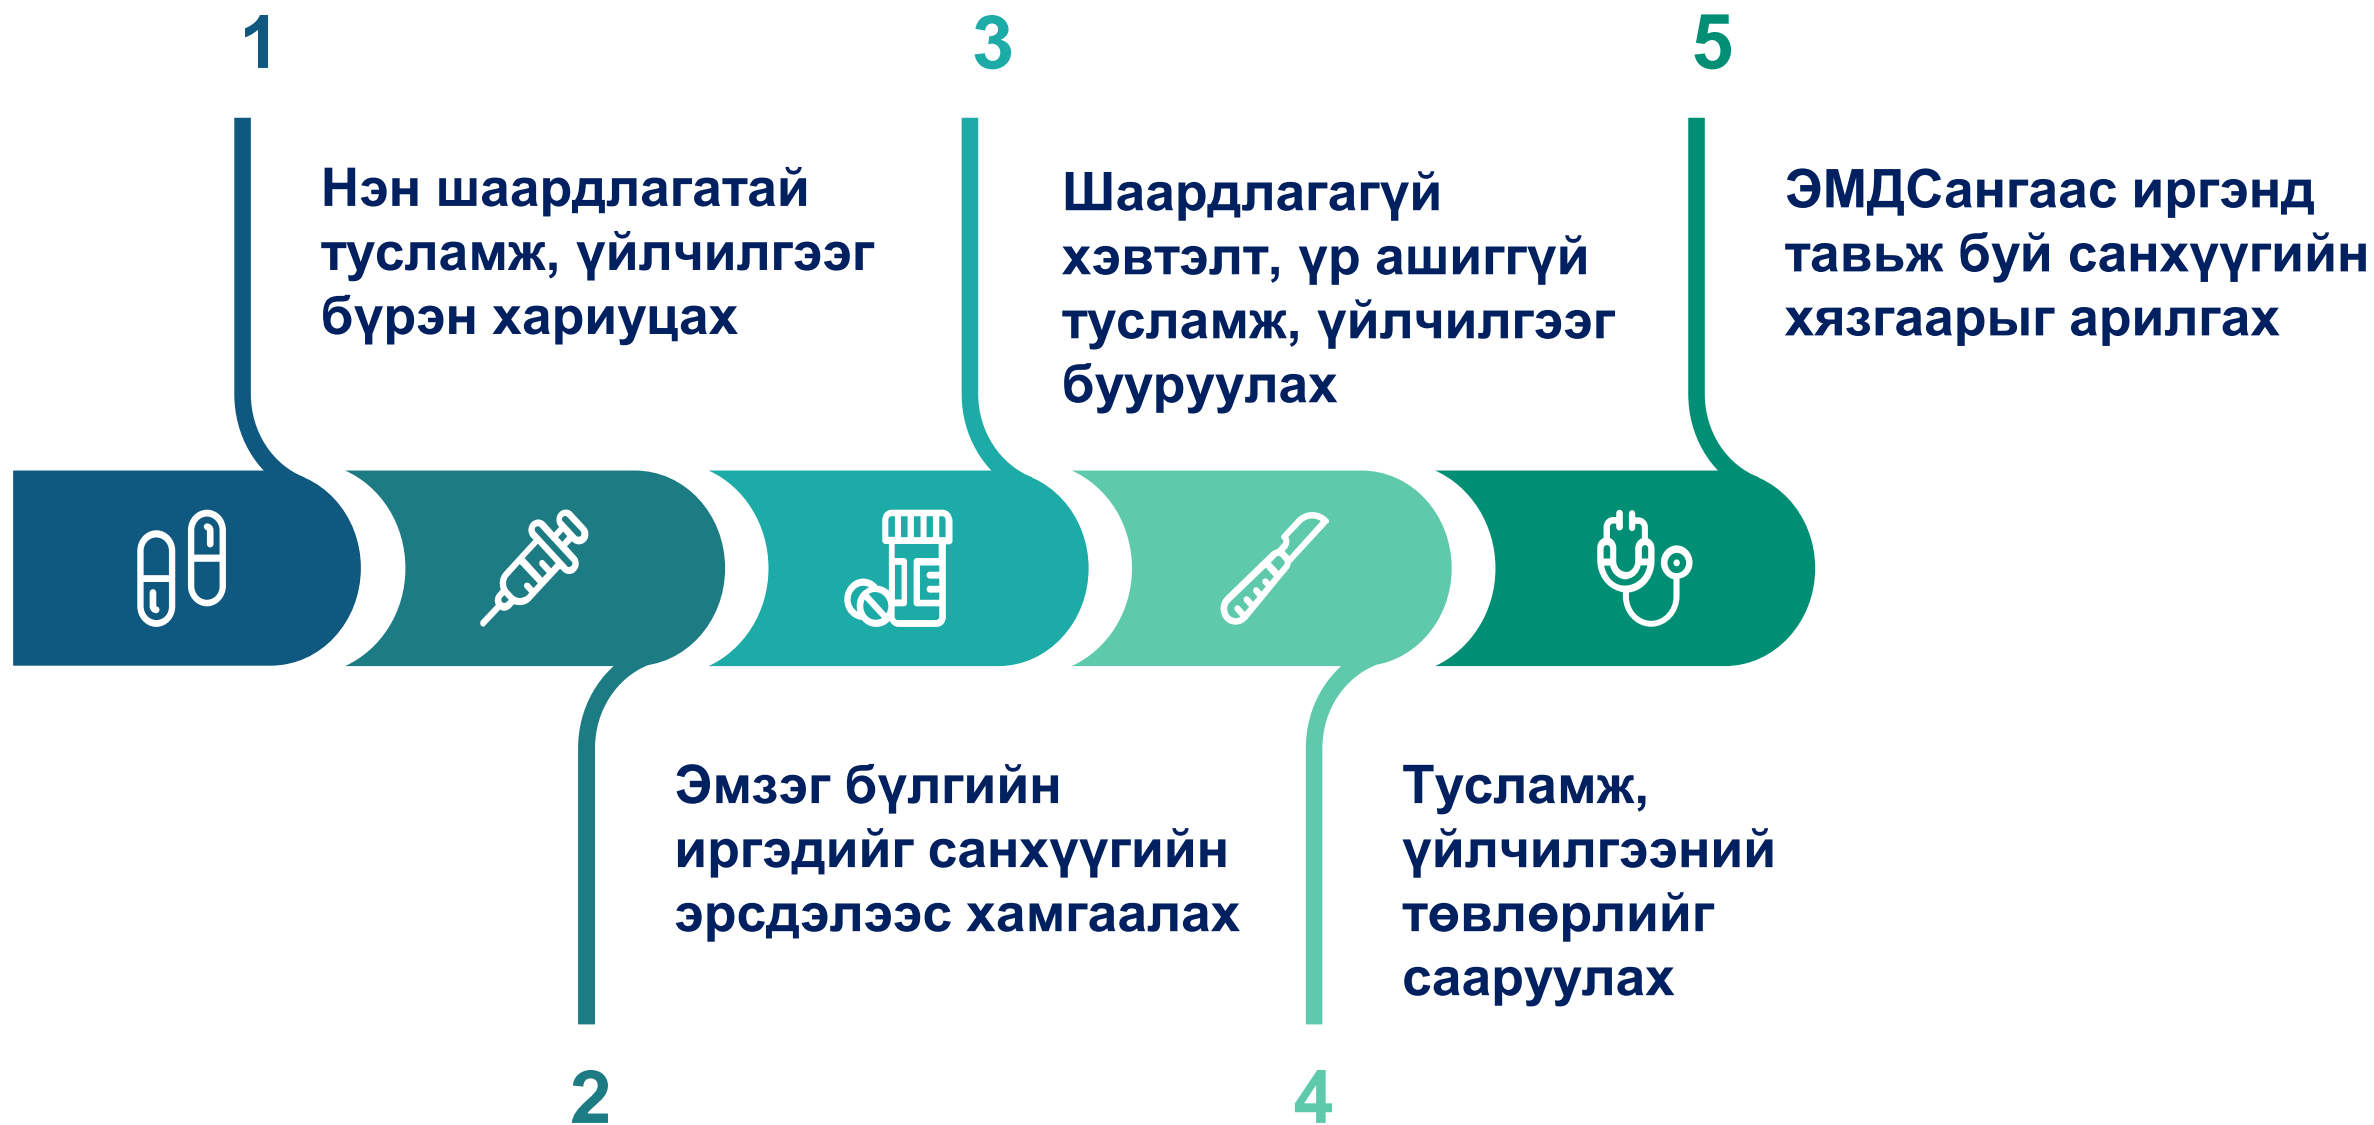 1
Нэн шаардлагатай
тусламж, үйлчилгээг
бүрэн хариуцах
2
Эмзэг бүлгийн
иргэдийг санхүүгийн
эрсдэлээс хамгаалах
3
Шаардлагагүй
хэвтэлт, үр ашиггүй
тусламж, үйлчилгээг
бууруулах
4
Тусламж,
үйлчилгээний
төвлөрлийг
сааруулах
5
ЭМДСангаас иргэнд
тавьж буй санхүүгийн
хязгаарыг арилгах